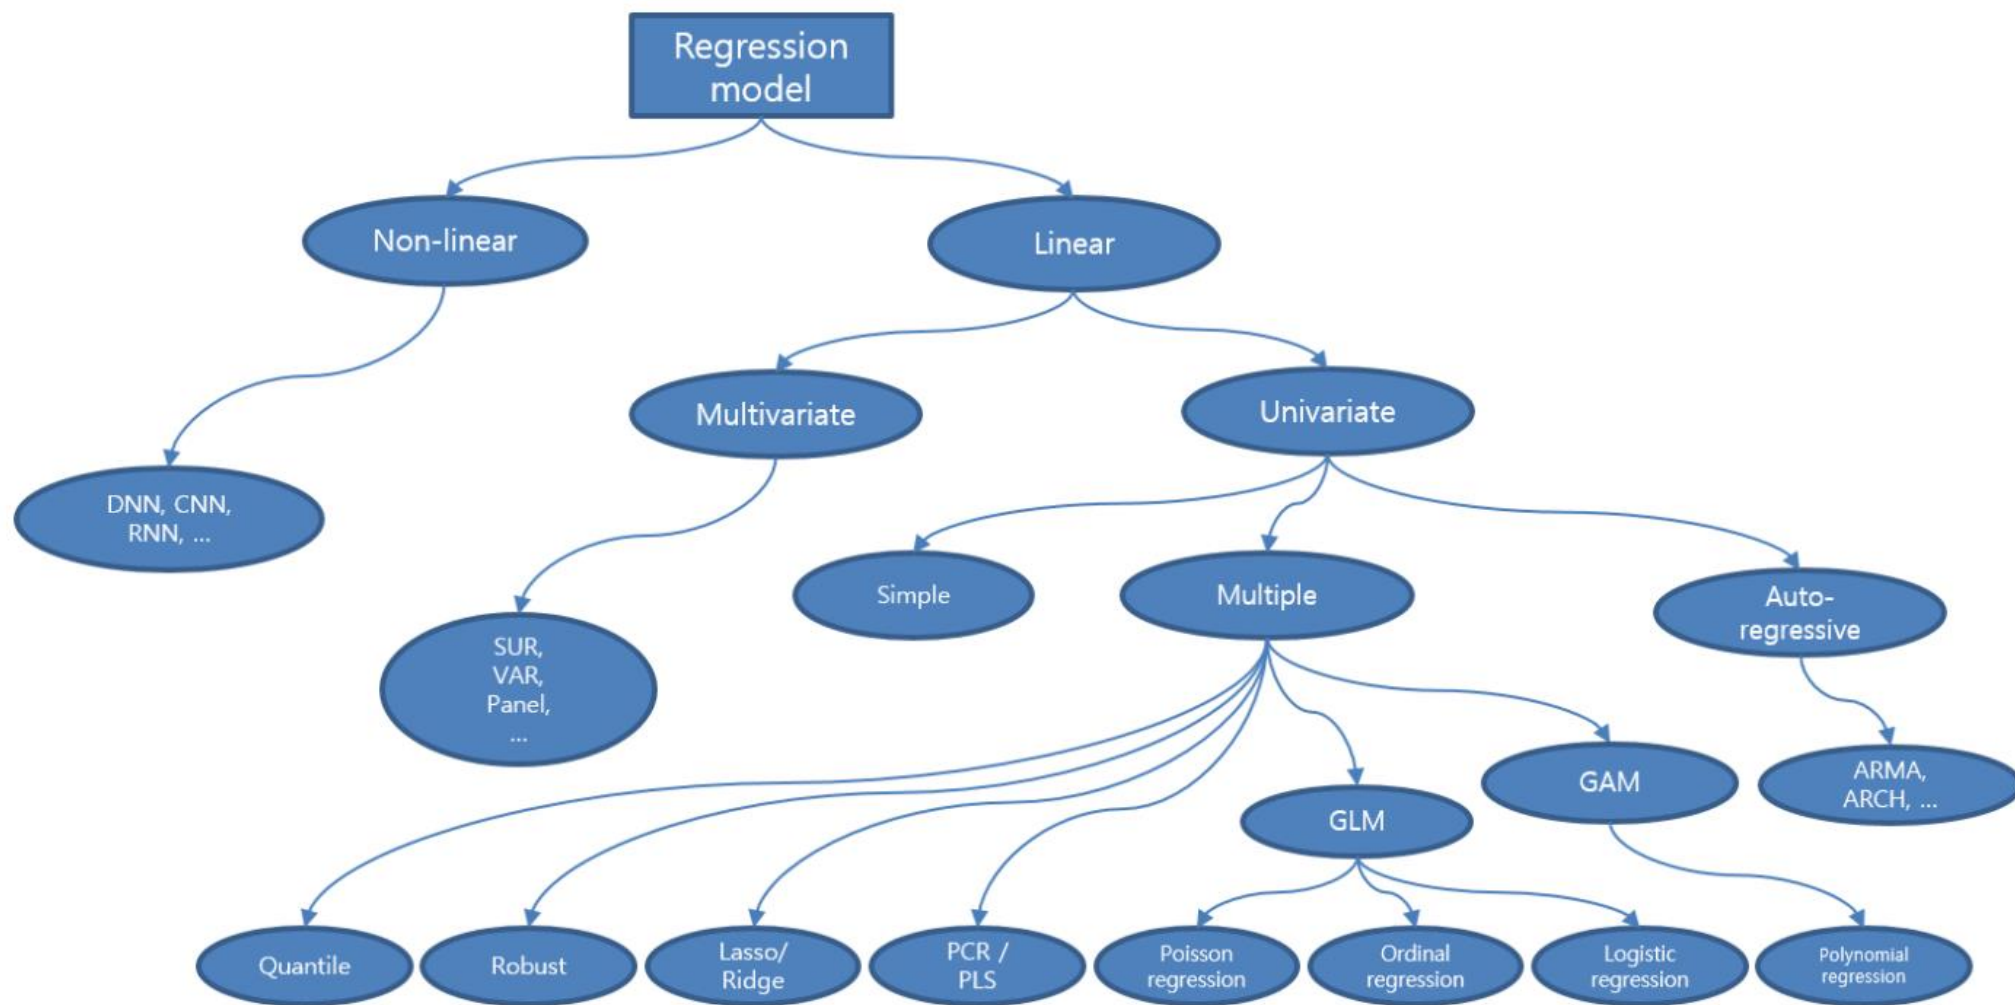 Regression
model
Non-linear
Linear
Multivariate
Univariate
DNN, CNN,
RNN, ...
SUR,
VAR,
Panel,
...
Simple
Multiple
Auto-
regressive
GLM
GAM
ARMA,
ARCH, ...
Quantile
Robust
Lasso/
Ridge
PCR /
PLS
Poisson
regression
Ordinal
regression
Logistic
regression
Polynomial
regression